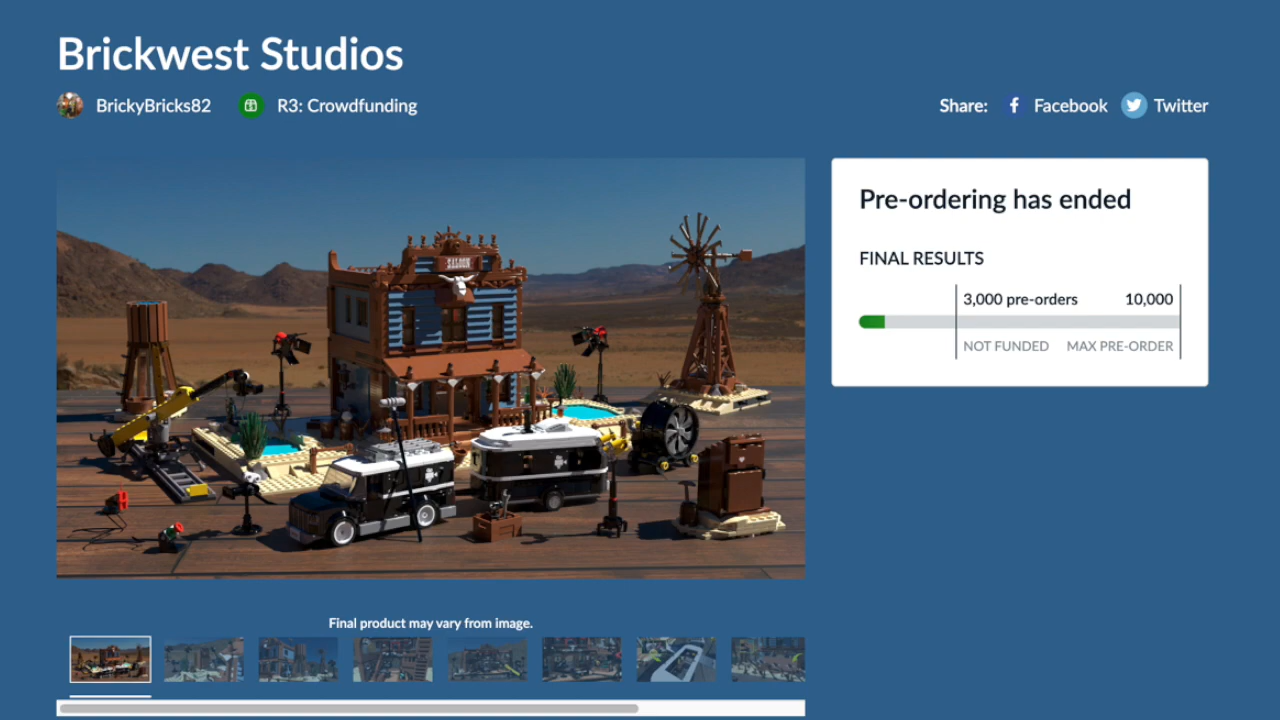 Brickwest Studios
BrickyBricks82 R3: Crowdfunding
Share: Facebook Twitter
SALOON
Pre-ordering has ended
FINAL RESULTS
3,000 pre-orders 10,000
NOT FUNDED MAX PRE-ORDER
Final product may vary from image.